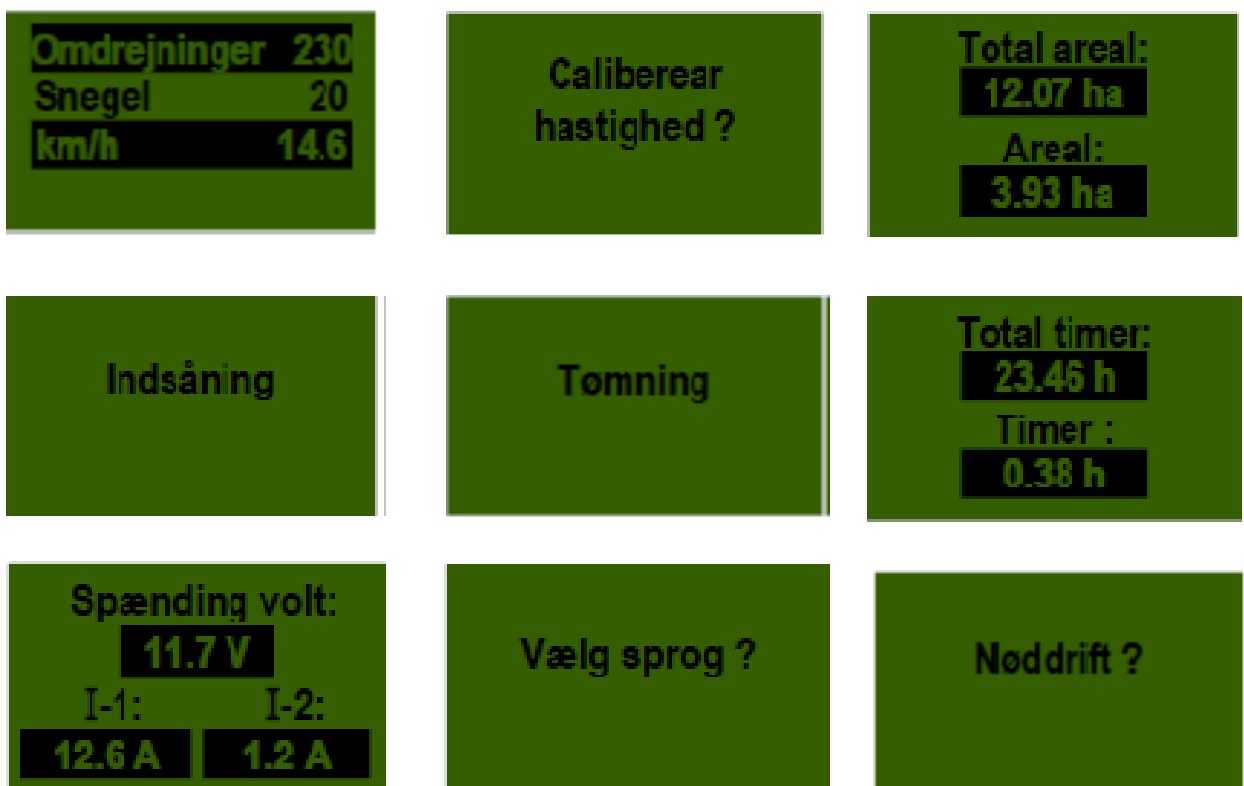 Omdrejninger 230
Snegel 20
km/h 14.6
Caliberear
hastighed ?
Total areal:
12.07 ha
Areal:
3.93 ha
Indsåning
Tømning
Total timer:
23.46 h
Timer :
0.38 h
Spænding volt:
11.7 V
I-1: I-2:
12.6 A 1.2 A
Vælg sprog ?
Nøddrift ?